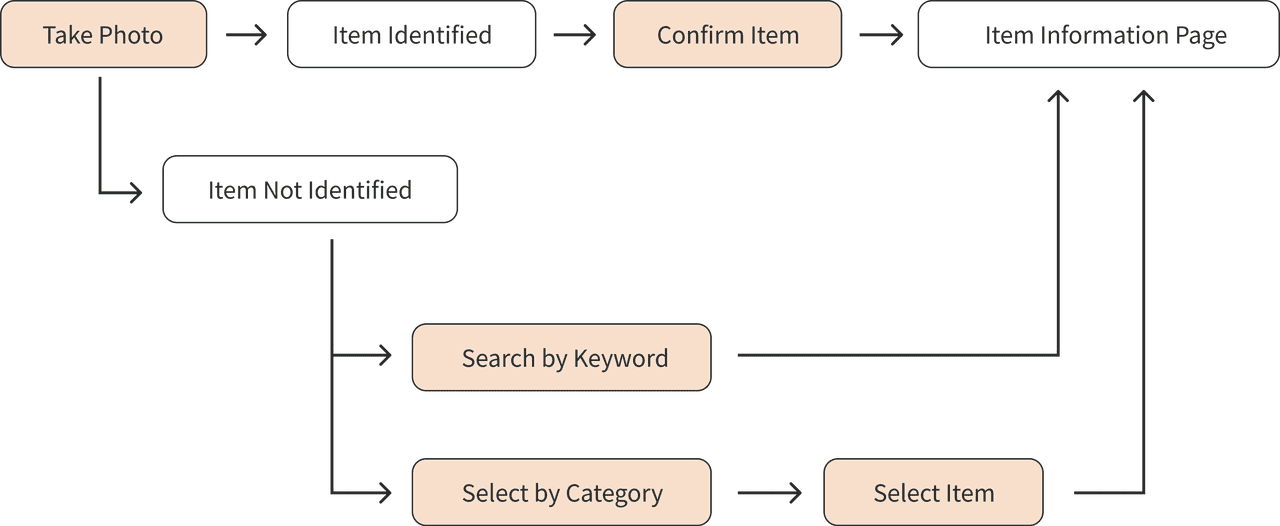 Take Photo
Item Identified
Confirm Item
Item Information Page
Item Not Identified
Search by Keyword
Select by Category
Select Item